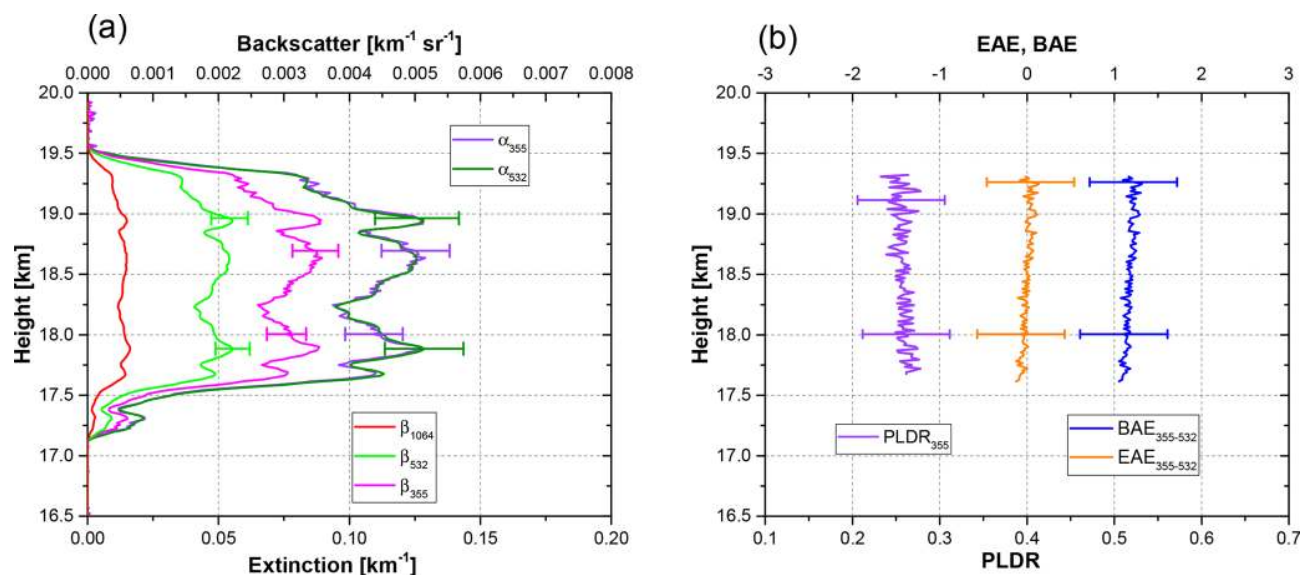 (a)
Backscatter [km⁻¹ sr⁻¹]
0.000 0.001 0.002 0.003 0.004 0.005 0.006 0.007 0.008
20.0
19.5
19.0
18.5
18.0
17.5
17.0
16.5
Height [km]
α355
α532
β1064
β532
β355
0.00 0.05 0.10 0.15 0.20
Extinction [km⁻¹]
(b)
EAE, BAE
-3 -2 -1 0 1 2 3
20.0
19.5
19.0
18.5
18.0
17.5
17.0
16.5
Height [km]
PLDR355
BAE355-532
EAE355-532
0.1 0.2 0.3 0.4 0.5 0.6 0.7
PLDR